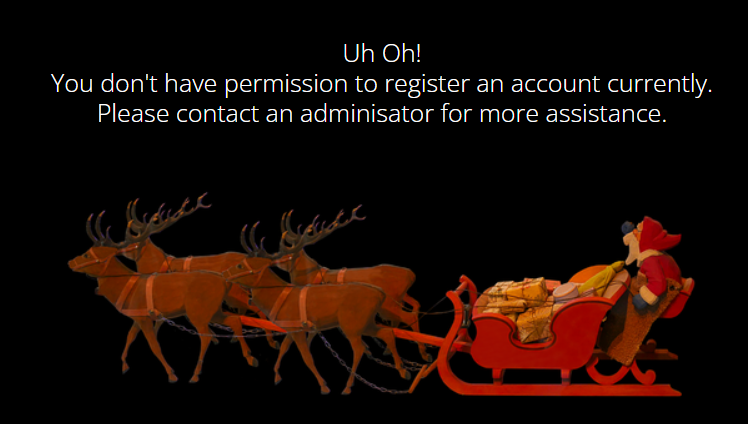 Uh Oh!
You don't have permission to register an account currently.
Please contact an adminisator for more assistance.